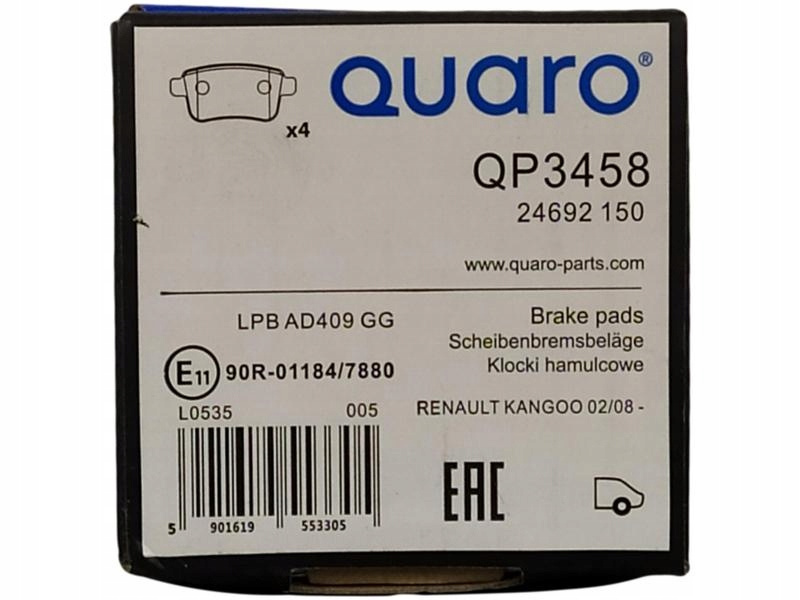 QUARO®
x4
QP3458
24692 150
www.quaro-parts.com
LPB AD409 GG
Brake pads
Scheibenbremsbeläge
Klocki hamulcowe
E11 90R-01184/7880
L0535 005
RENAULT KANGOO 02/08 -
EAC
5 901619 553305